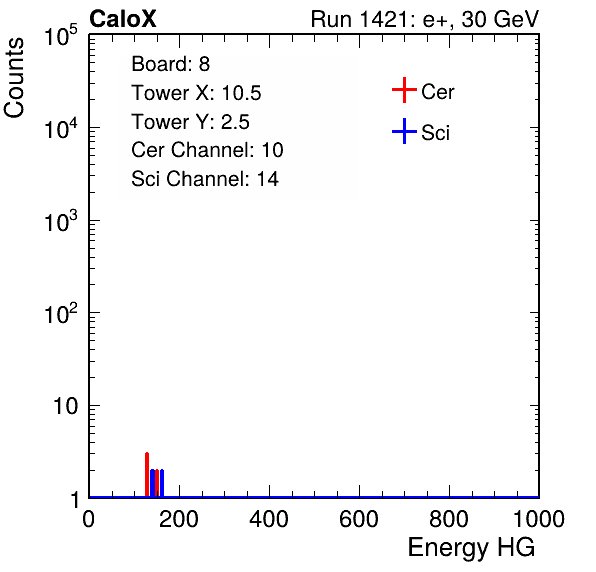 CaloX Run 1421: e+, 30 GeV
Counts
Board: 8
Tower X: 10.5
Tower Y: 2.5
Cer Channel: 10
Sci Channel: 14
Cer
Sci
10^5
10^4
10^3
10^2
10
1
0 200 400 600 800 1000
Energy HG